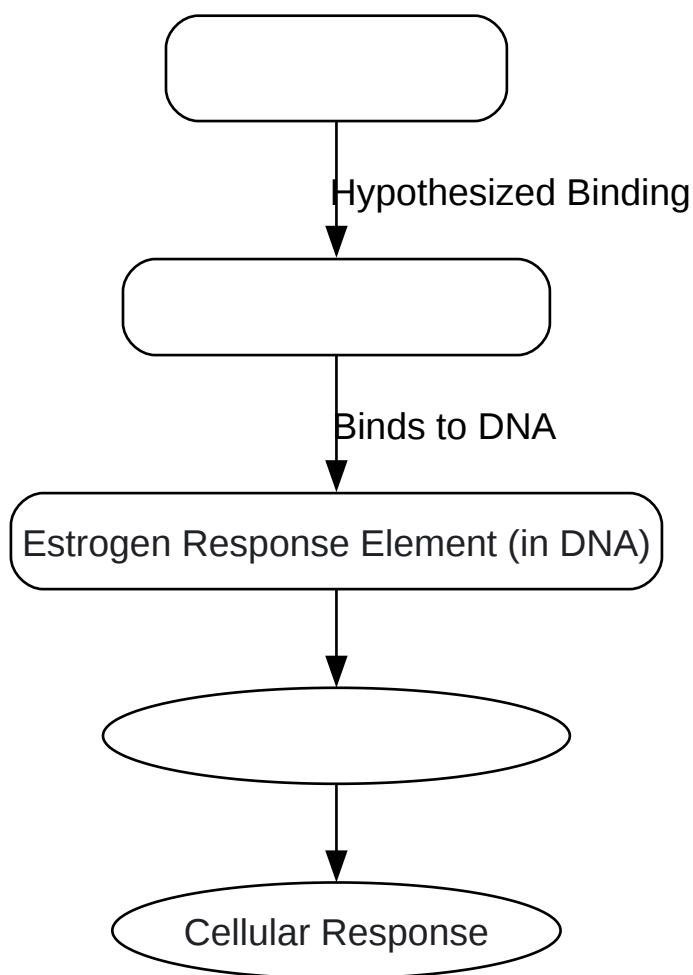 Hypothesized Binding
Binds to DNA
Estrogen Response Element (in DNA)
Cellular Response